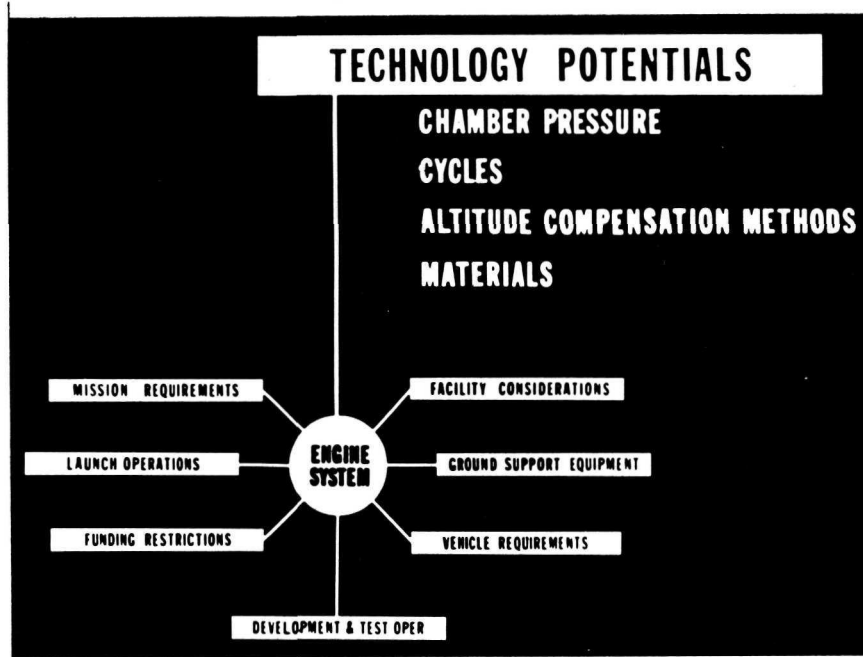 TECHNOLOGY POTENTIALS
CHAMBER PRESSURE
CYCLES
ALTITUDE COMPENSATION METHODS
MATERIALS
MISSION REQUIREMENTS
FACILITY CONSIDERATIONS
LAUNCH OPERATIONS
ENGINE
SYSTEM
GROUND SUPPORT EQUIPMENT
FUNDING RESTRICTIONS
VEHICLE REQUIREMENTS
DEVELOPMENT & TEST OPER